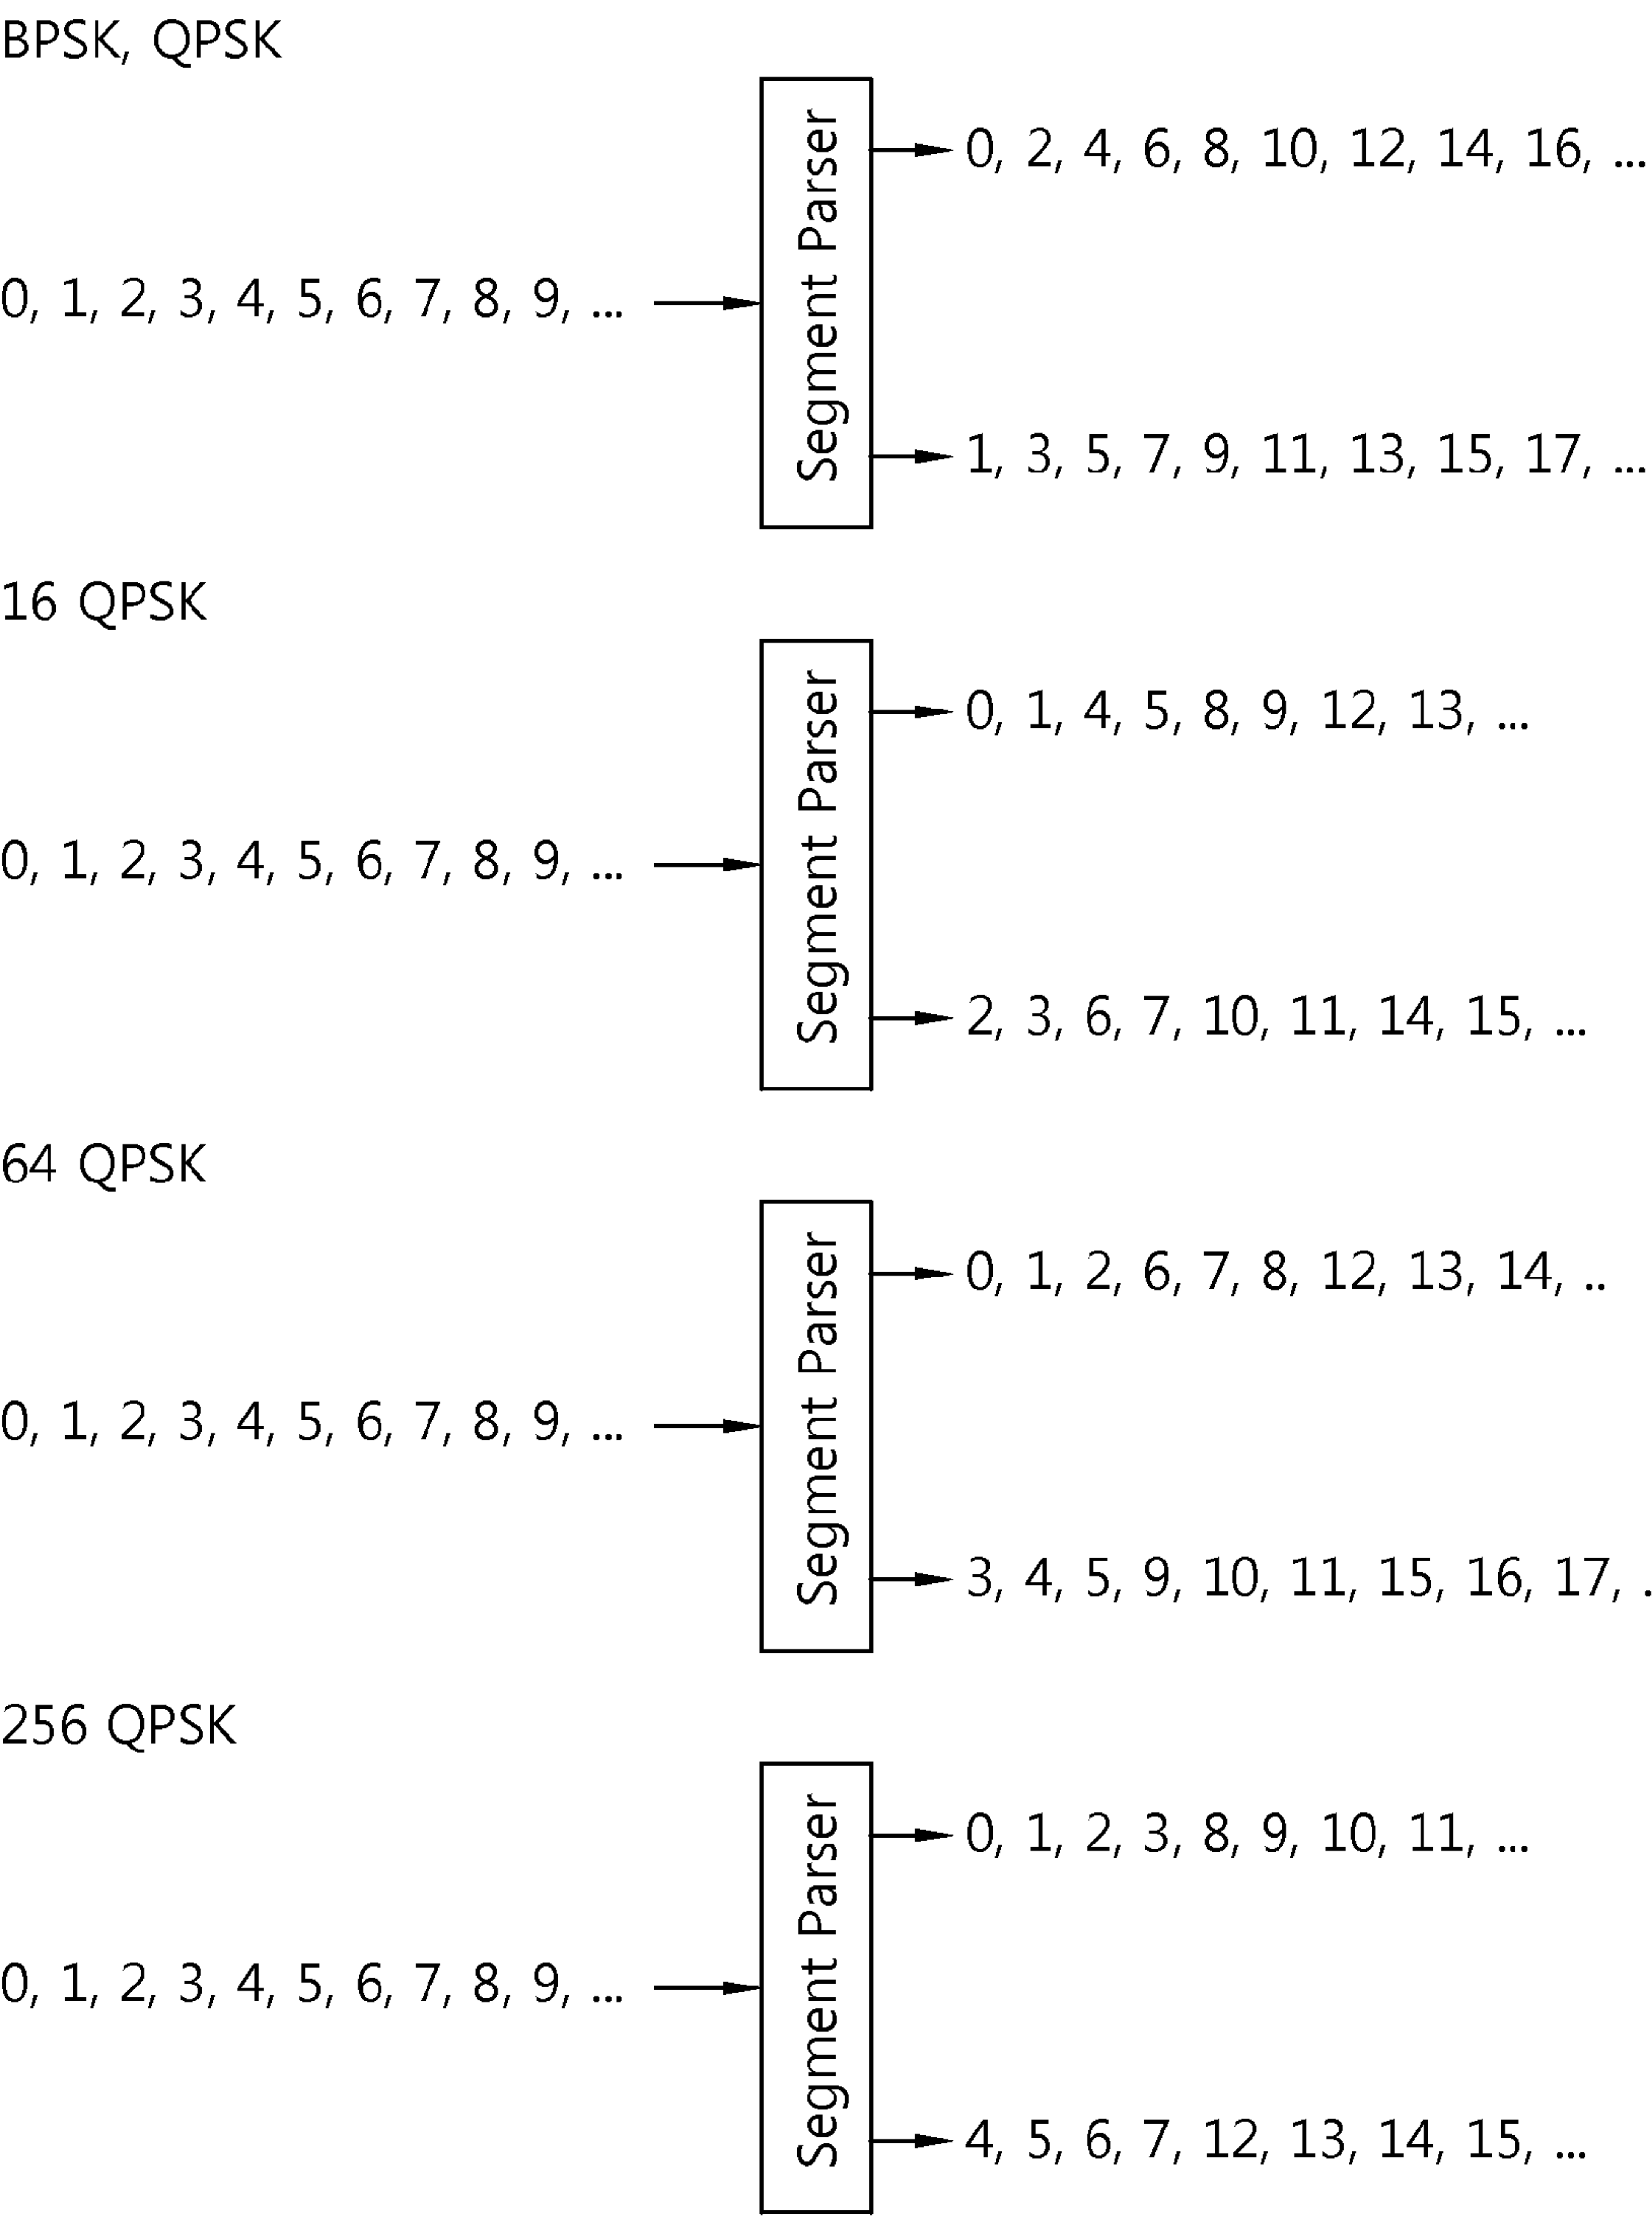 BPSK, QPSK
0, 1, 2, 3, 4, 5, 6, 7, 8, 9, ...
Segment Parser
0, 2, 4, 6, 8, 10, 12, 14, 16, ...
1, 3, 5, 7, 9, 11, 13, 15, 17, ...
16 QPSK
0, 1, 2, 3, 4, 5, 6, 7, 8, 9, ...
Segment Parser
0, 1, 4, 5, 8, 9, 12, 13, ...
2, 3, 6, 7, 10, 11, 14, 15, ...
64 QPSK
0, 1, 2, 3, 4, 5, 6, 7, 8, 9, ...
Segment Parser
0, 1, 2, 6, 7, 8, 12, 13, 14, ..
3, 4, 5, 9, 10, 11, 15, 16, 17, .
256 QPSK
0, 1, 2, 3, 4, 5, 6, 7, 8, 9, ...
Segment Parser
0, 1, 2, 3, 8, 9, 10, 11, ...
4, 5, 6, 7, 12, 13, 14, 15, ...